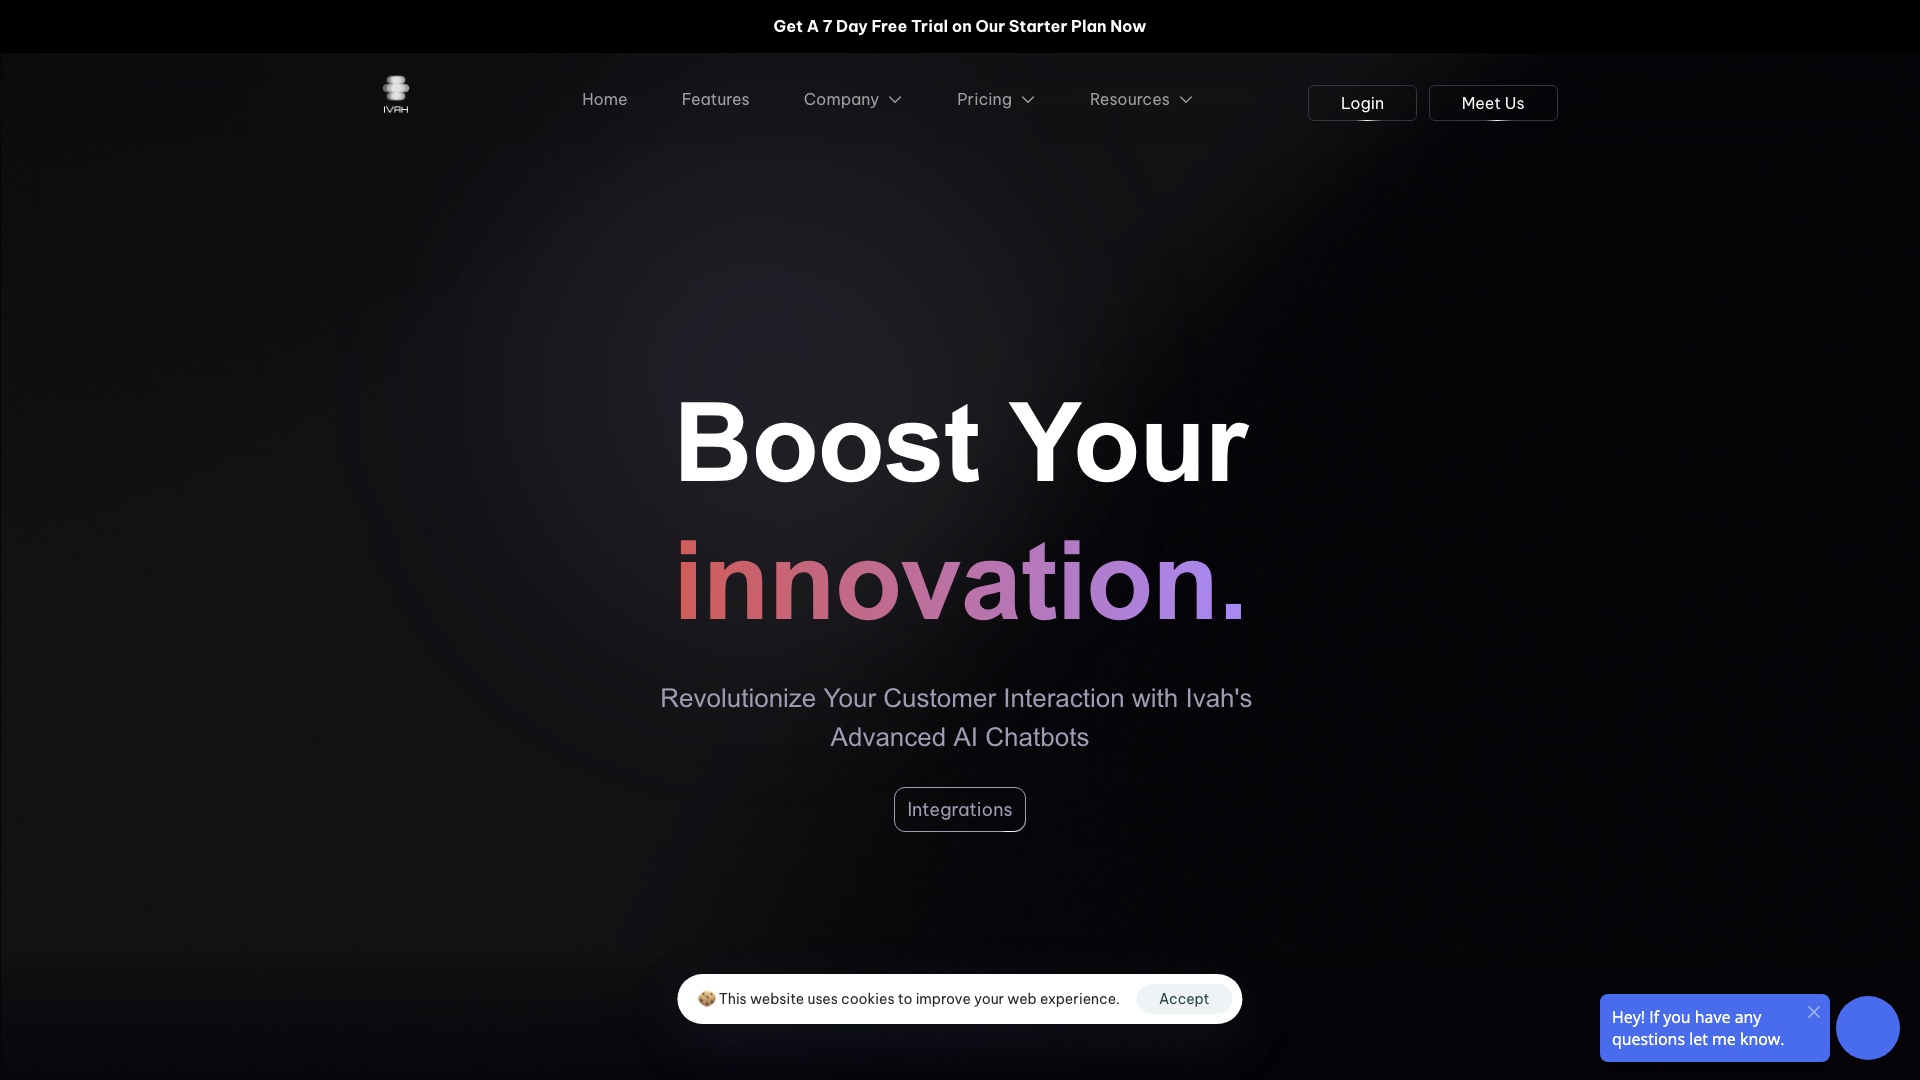 Get A 7 Day Free Trial on Our Starter Plan Now
IVAH
Home
Features
Company
Pricing
Resources
Login
Meet Us
Boost Your
innovation.
Revolutionize Your Customer Interaction with Ivah's
Advanced AI Chatbots
Integrations
🍪 This website uses cookies to improve your web experience.
Accept
Hey! If you have any
questions let me know.